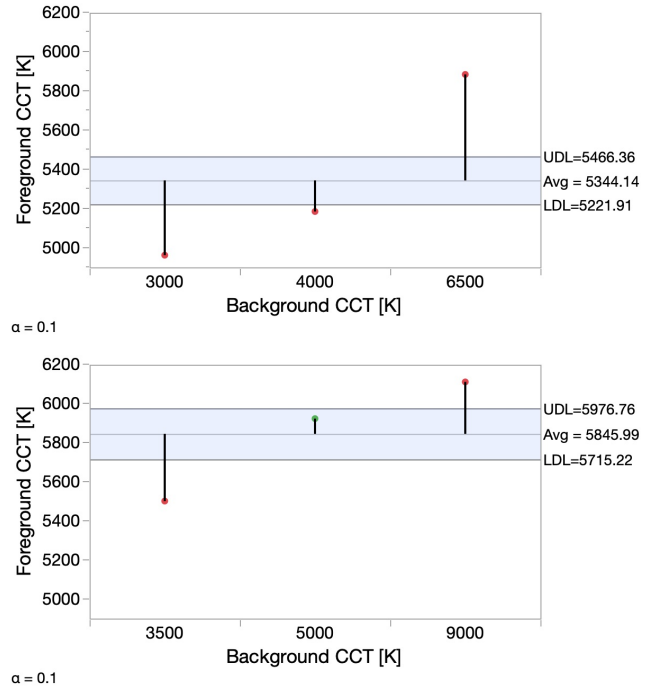 6200
6000
5800
5600
5400
5200
5000
Foreground CCT [K]
UDL=5466.36
Avg = 5344.14
LDL=5221.91
3000 4000 6500
Background CCT [K]
α = 0.1
6200
6000
5800
5600
5400
5200
5000
Foreground CCT [K]
UDL=5976.76
Avg = 5845.99
LDL=5715.22
3500 5000 9000
Background CCT [K]
α = 0.1